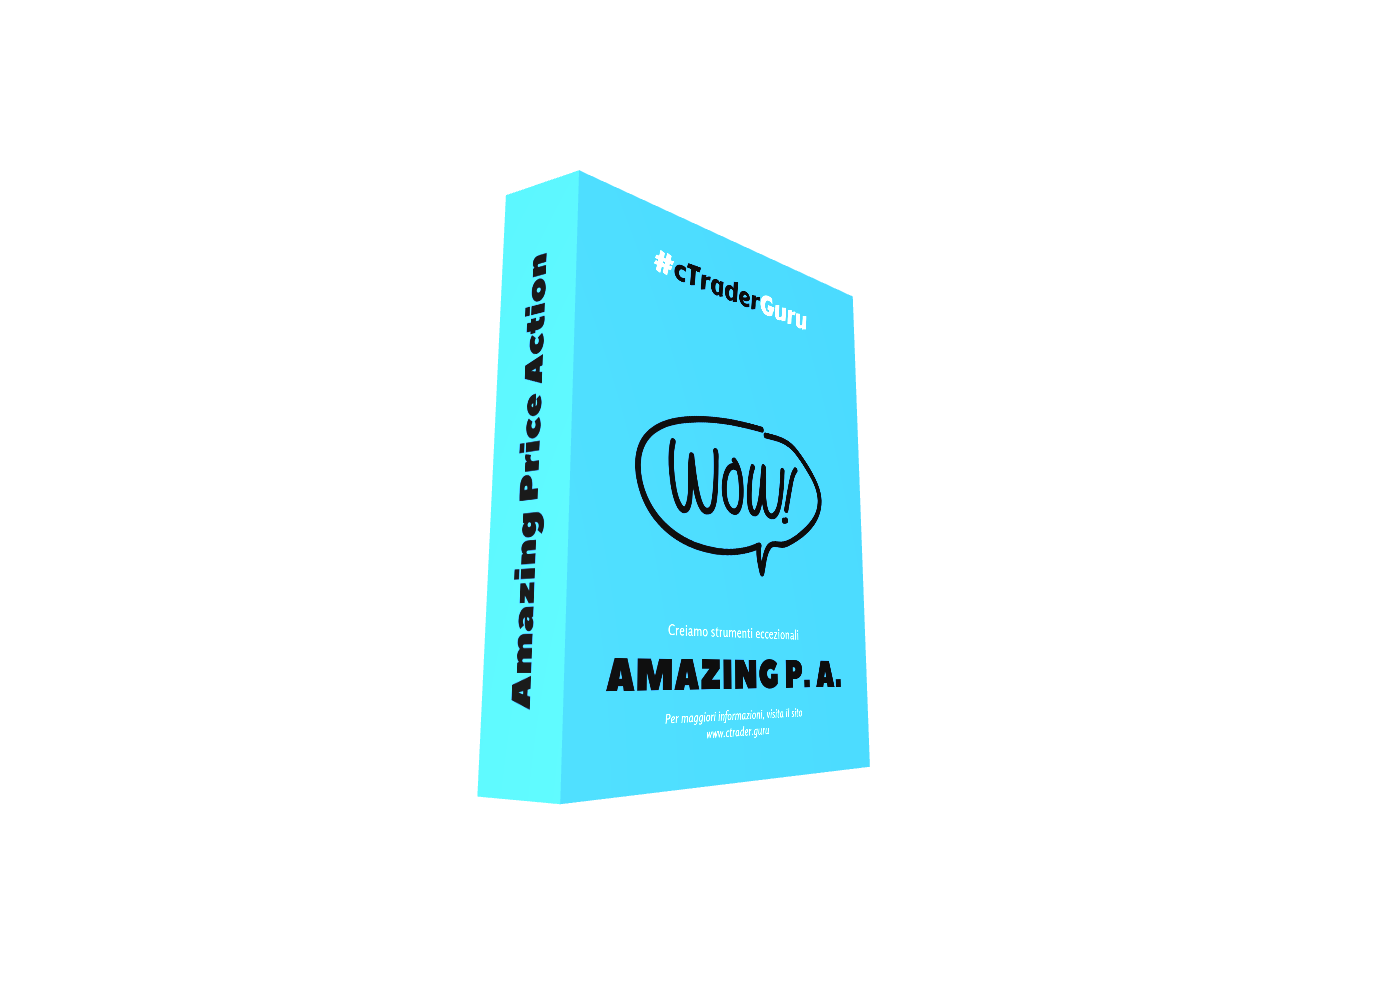 Amazing Price Action
#cTraderGuru
WOW!
Creiamo strumenti eccezionali
AMAZING P. A.
Per maggiori informazioni, visita il sito
www.ctrader.guru